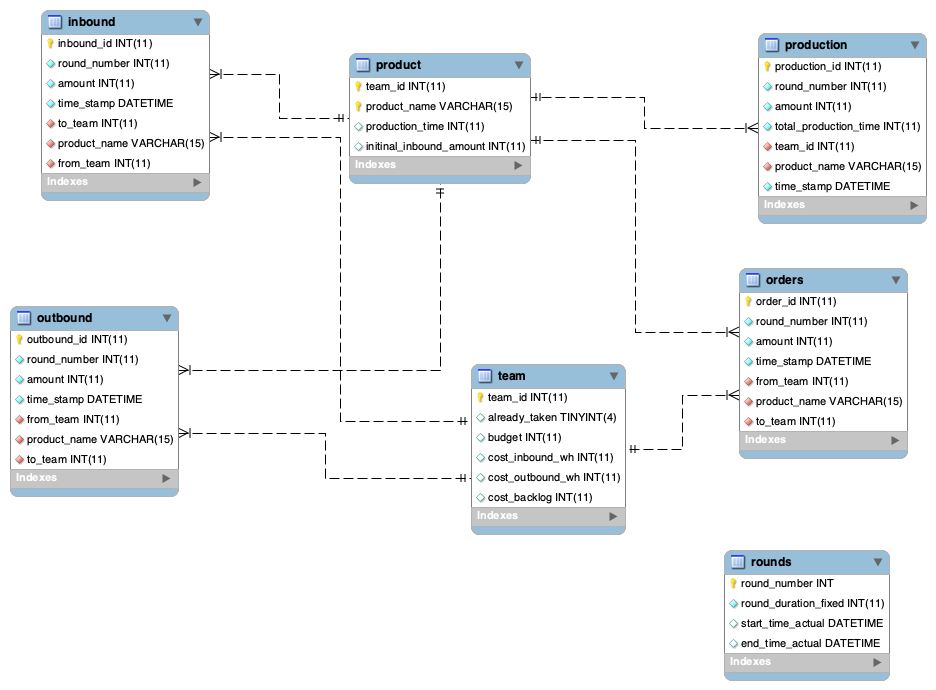 inbound
inbound_id INT(11)
round_number INT(11)
amount INT(11)
time_stamp DATETIME
to_team INT(11)
product_name VARCHAR(15)
from_team INT(11)
Indexes
product
team_id INT(11)
product_name VARCHAR(15)
production_time INT(11)
initinal_inbound_amount INT(11)
Indexes
production
production_id INT(11)
round_number INT(11)
amount INT(11)
total_production_time INT(11)
team_id INT(11)
product_name VARCHAR(15)
time_stamp DATETIME
Indexes
outbound
outbound_id INT(11)
round_number INT(11)
amount INT(11)
time_stamp DATETIME
from_team INT(11)
product_name VARCHAR(15)
to_team INT(11)
Indexes
team
team_id INT(11)
already_taken TINYINT(4)
budget INT(11)
cost_inbound_wh INT(11)
cost_outbound_wh INT(11)
cost_backlog INT(11)
Indexes
orders
order_id INT(11)
round_number INT(11)
amount INT(11)
time_stamp DATETIME
from_team INT(11)
product_name VARCHAR(15)
to_team INT(11)
Indexes
rounds
round_number INT
round_duration_fixed INT(11)
start_time_actual DATETIME
end_time_actual DATETIME
Indexes